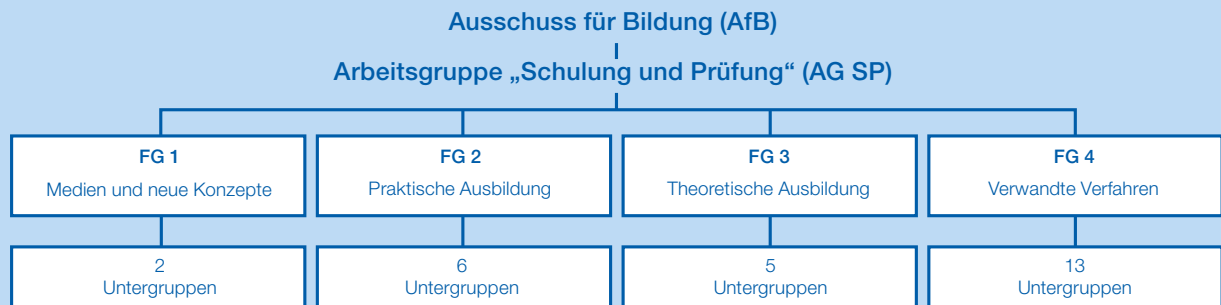 Ausschuss für Bildung (AfB)
Arbeitsgruppe „Schulung und Prüfung“ (AG SP)
FG 1
Medien und neue Konzepte
FG 2
Praktische Ausbildung
FG 3
Theoretische Ausbildung
FG 4
Verwandte Verfahren
2
Untergruppen
6
Untergruppen
5
Untergruppen
13
Untergruppen